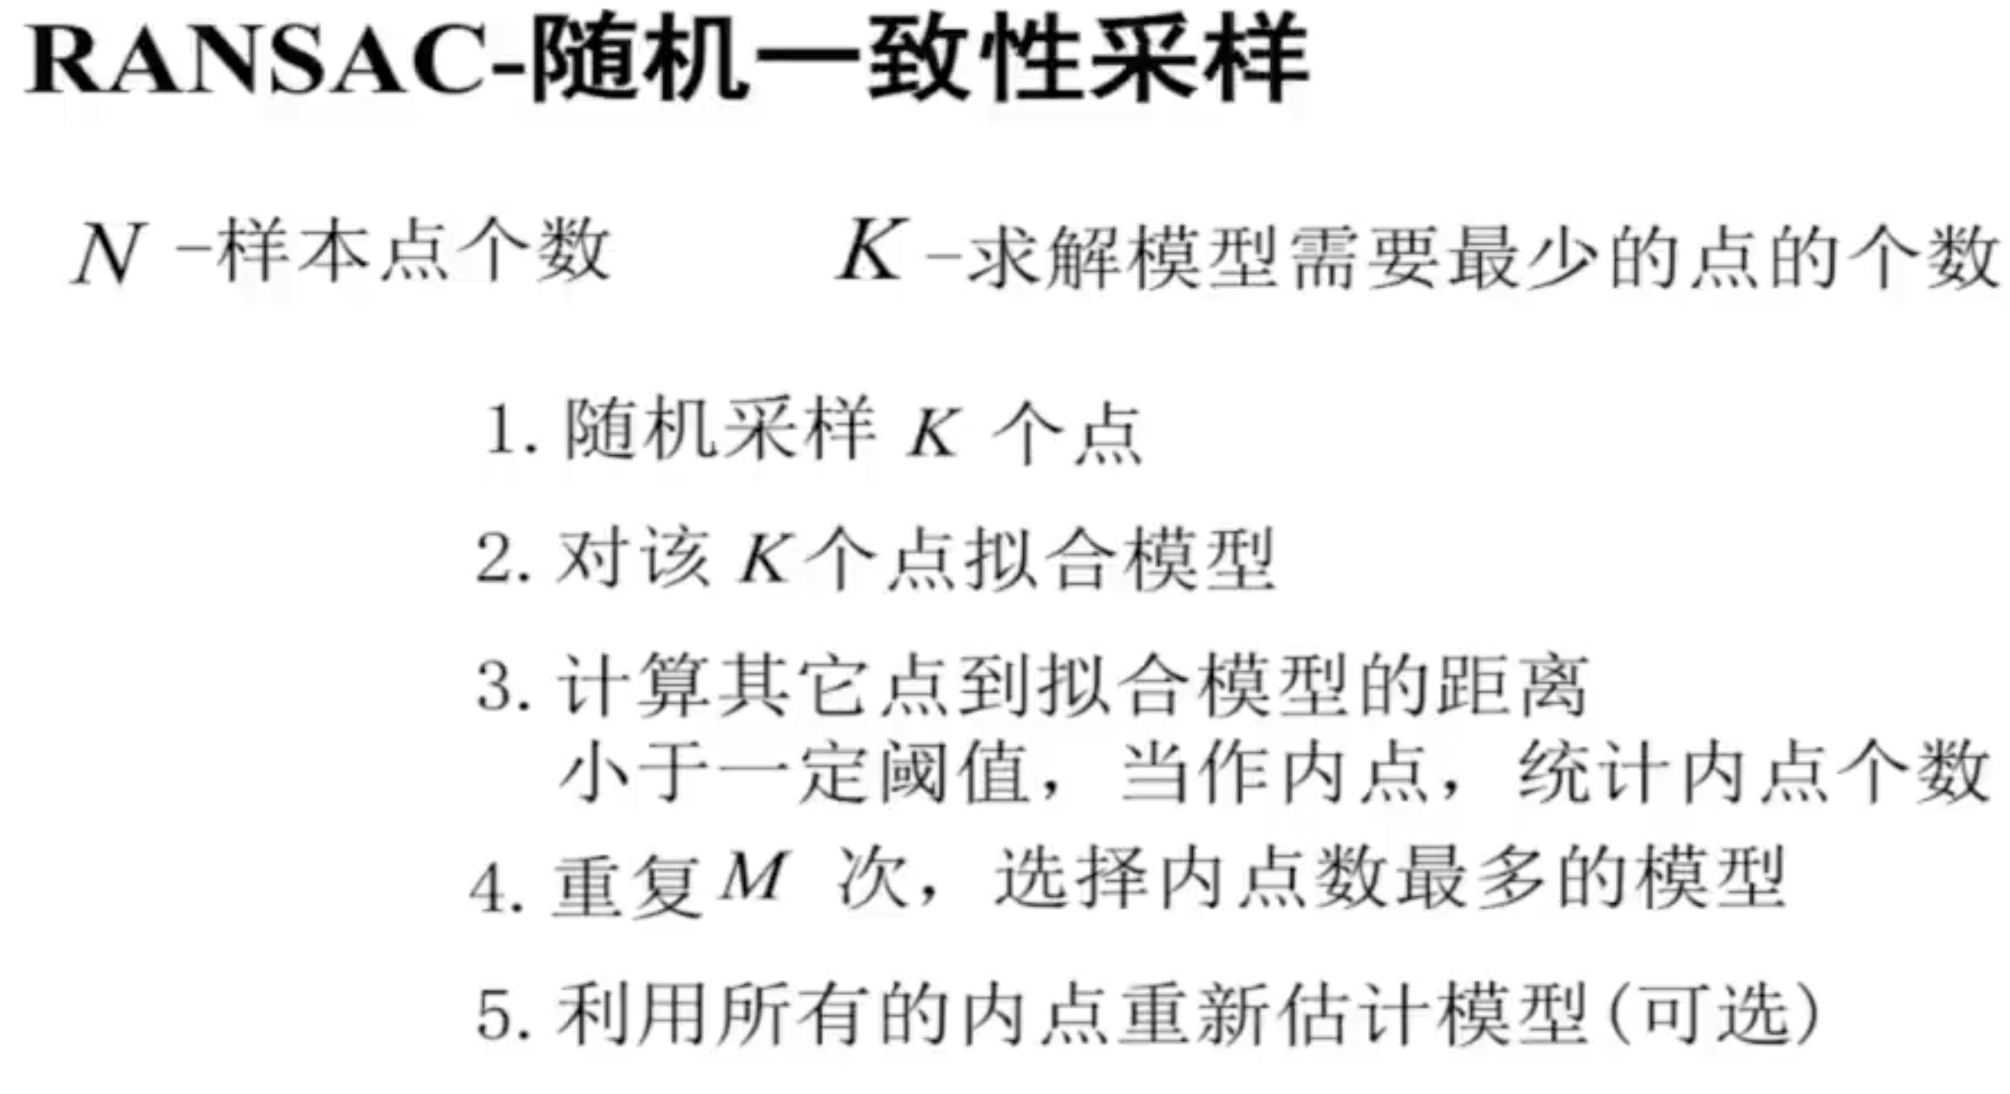 RANSAC-随机一致性采样
N -样本点个数 K -求解模型需要最少的点的个数
1. 随机采样 K 个点
2. 对该 K个点拟合模型
3. 计算其它点到拟合模型的距离
小于一定阈值，当作内点，统计内点个数
4. 重复M 次，选择内点数最多的模型
5. 利用所有的内点重新估计模型(可选)